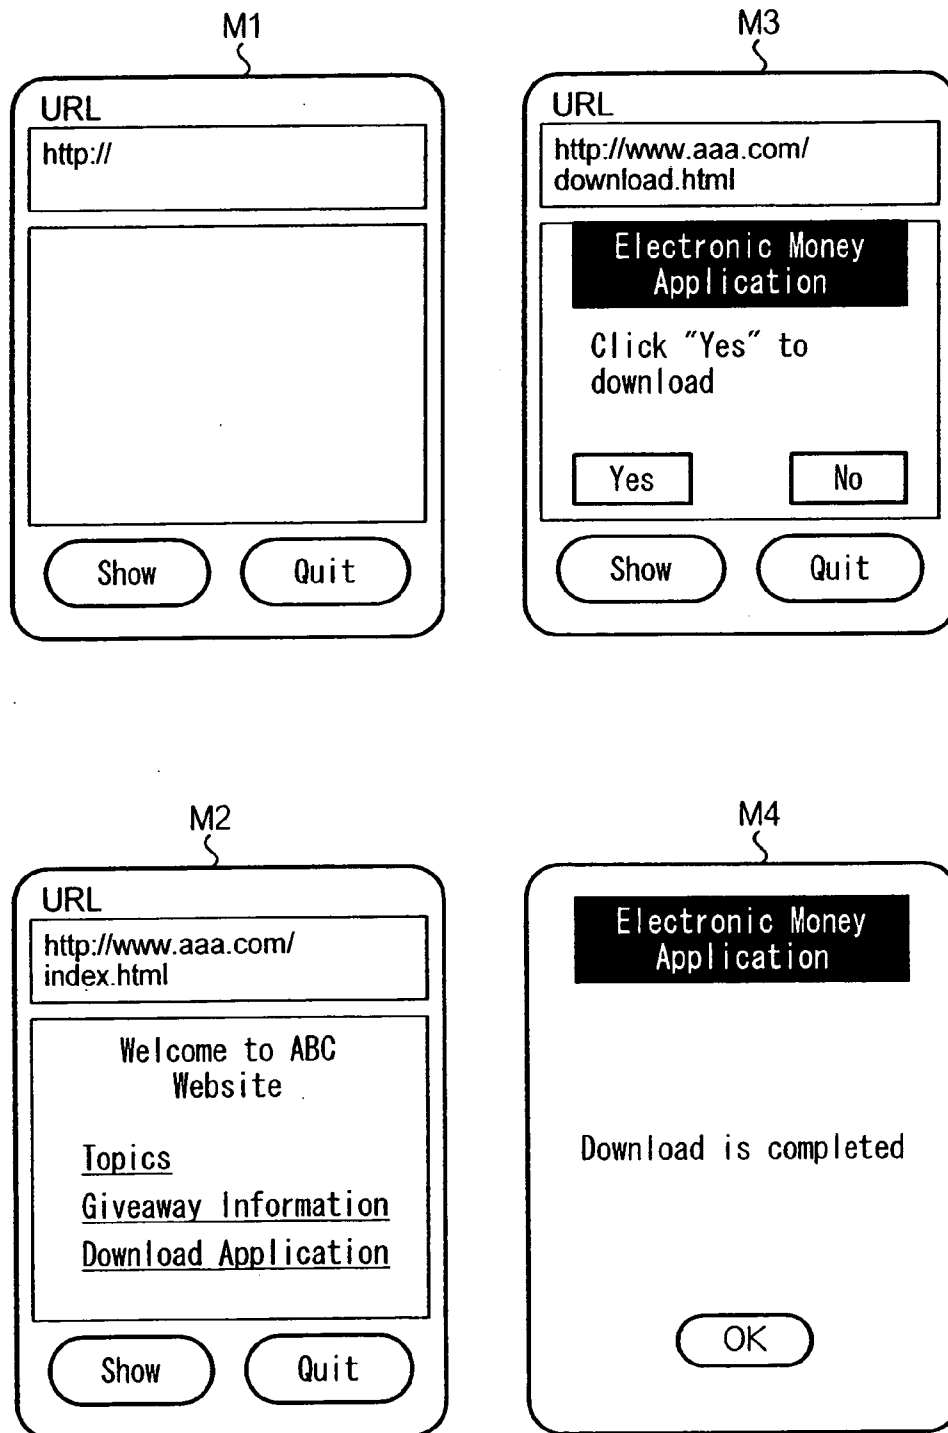 M1
URL
http://
Show Quit
M3
URL
http://www.aaa.com/
download.html
Electronic Money
Application
Click "Yes" to
download
Yes No
Show Quit
M2
URL
http://www.aaa.com/
index.html
Welcome to ABC
Website
Topics
Giveaway Information
Download Application
Show Quit
M4
Electronic Money
Application
Download is completed
OK